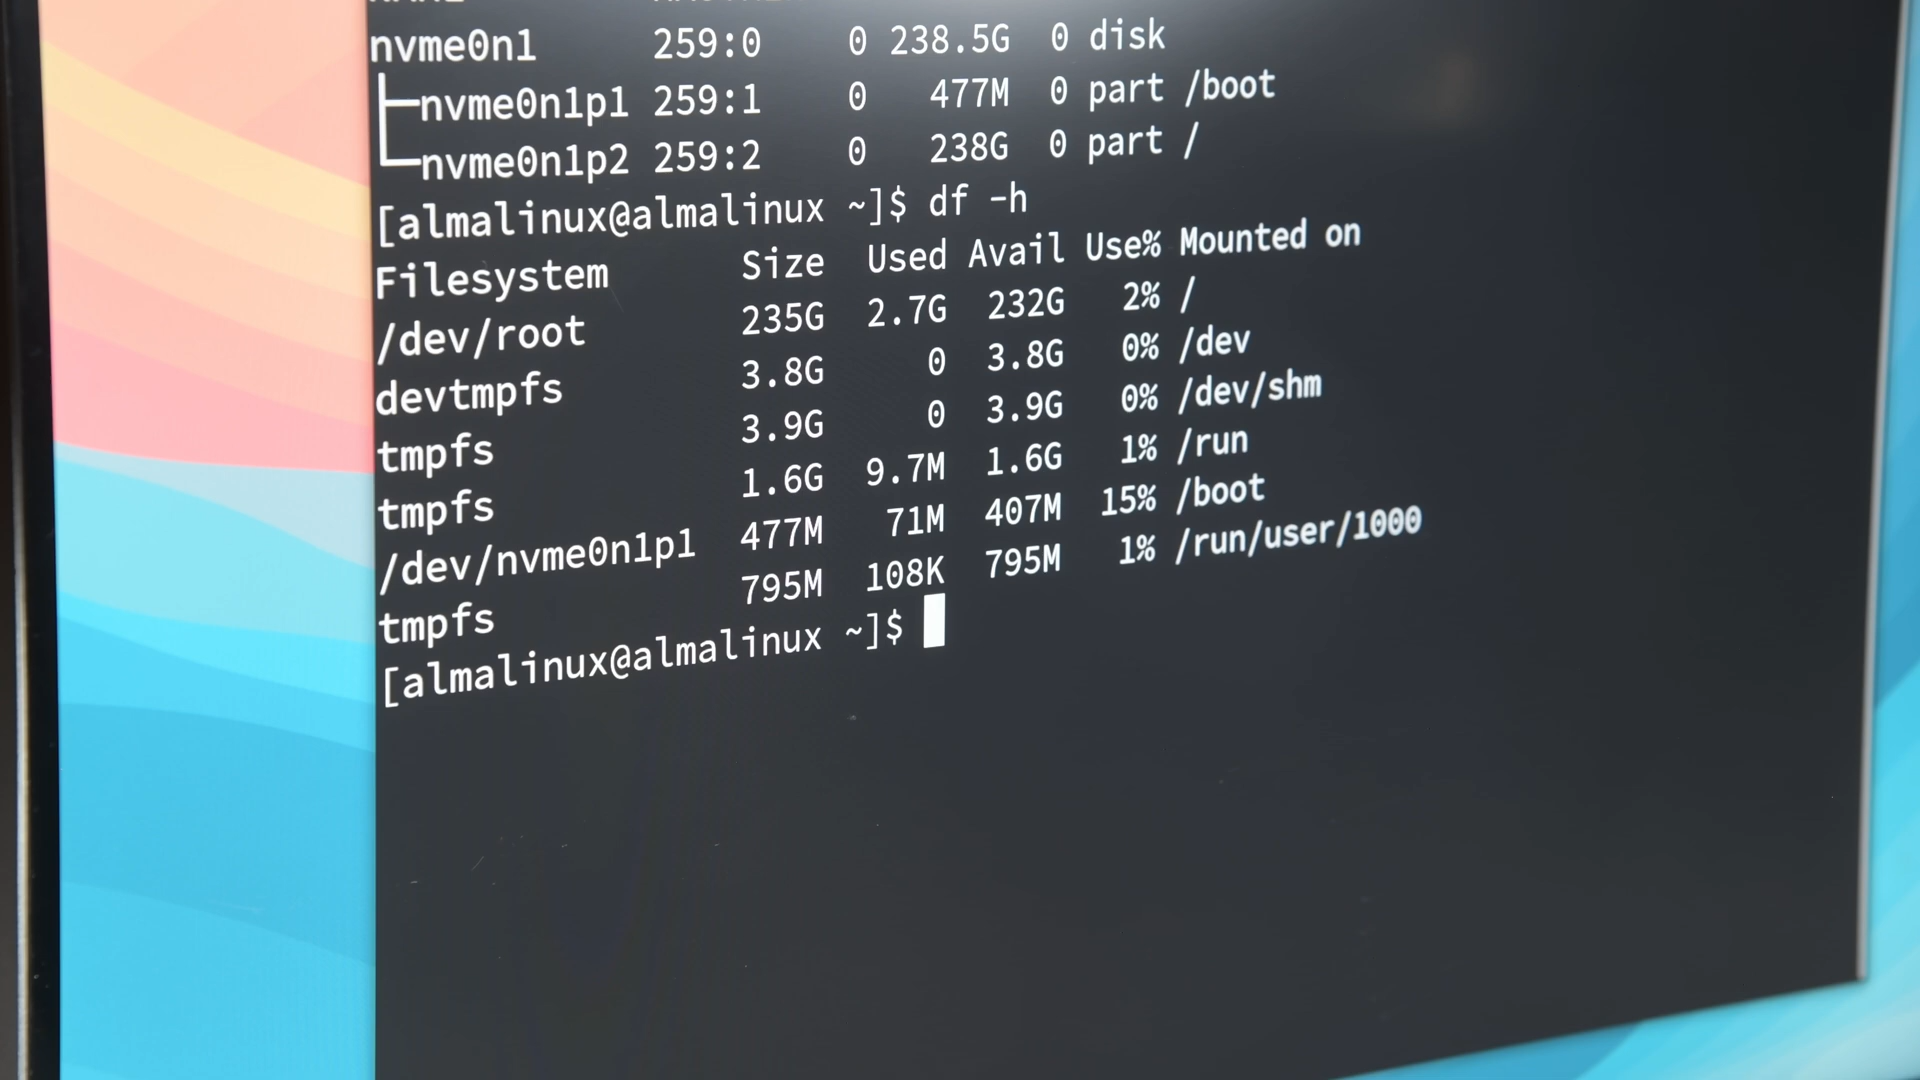 nvme0n1 259:0 0 238.5G 0 disk
├─nvme0n1p1 259:1 0 477M 0 part /boot
└─nvme0n1p2 259:2 0 238G 0 part /
[almalinux@almalinux ~]$ df -h
Filesystem Size Used Avail Use% Mounted on
/dev/root 235G 2.7G 232G 2% /
devtmpfs 3.8G 0 3.8G 0% /dev
tmpfs 3.9G 0 3.9G 0% /dev/shm
tmpfs 1.6G 9.7M 1.6G 1% /run
/dev/nvme0n1p1 477M 71M 407M 15% /boot
tmpfs 795M 108K 795M 1% /run/user/1000
[almalinux@almalinux ~]$